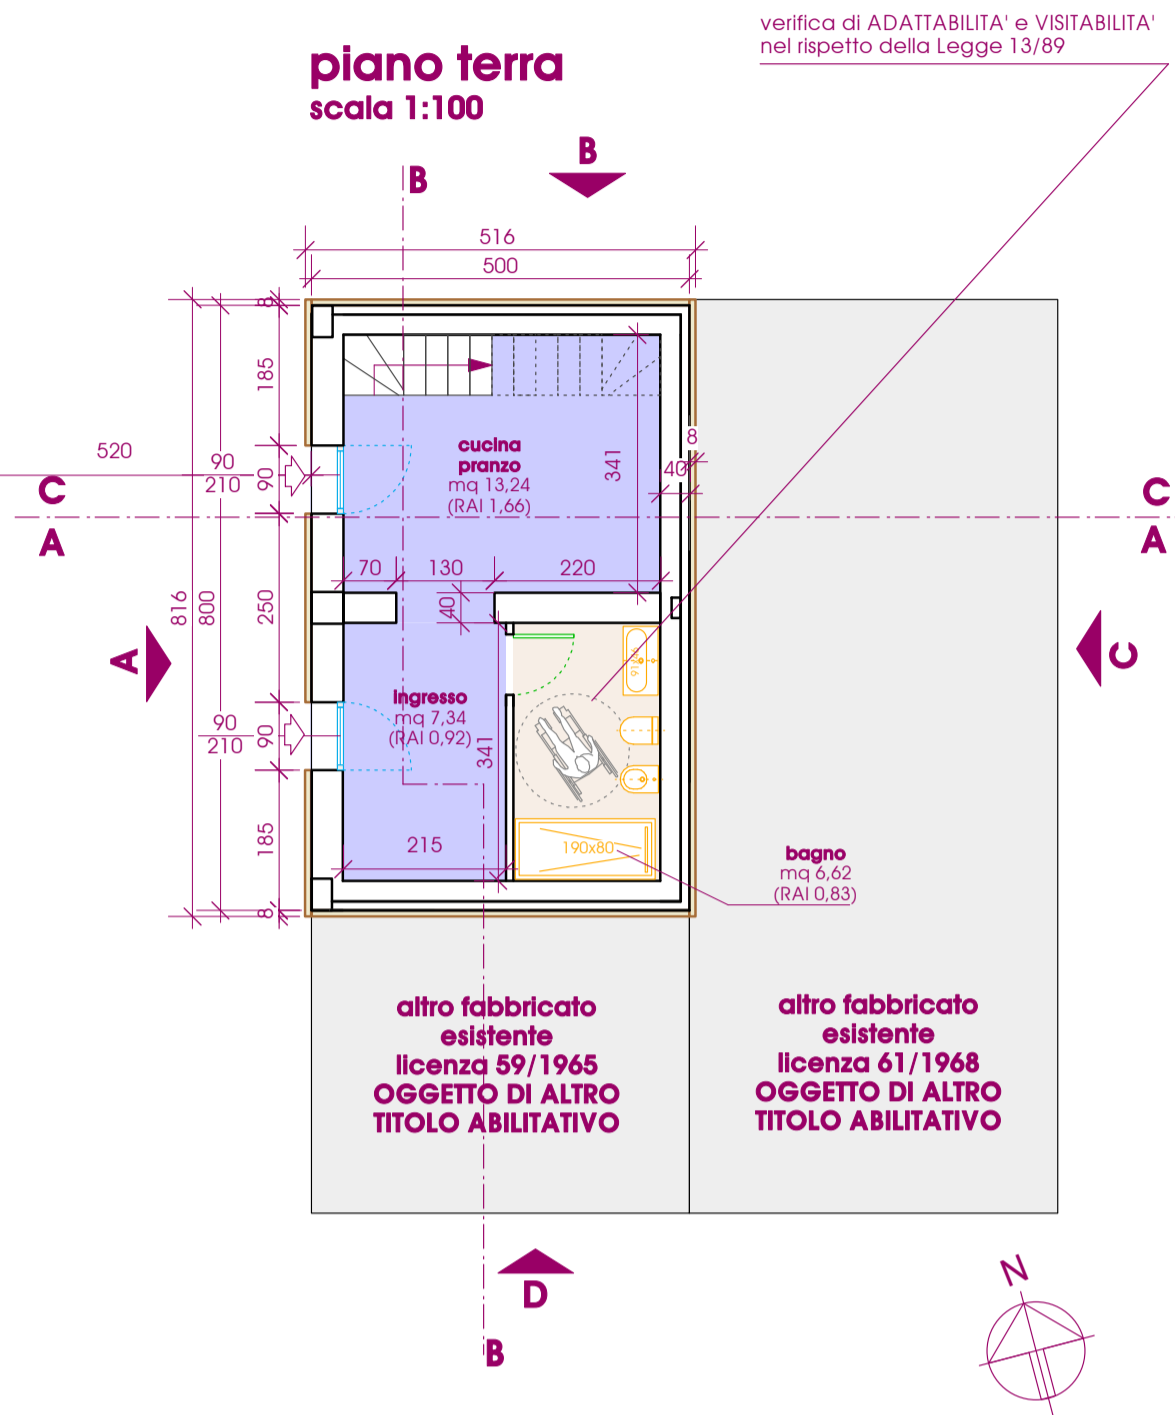 verifica di ADATTABILITA' e VISITABILITA'
nel rispetto della Legge 13/89
piano terra
scala 1:100
B
B
516
500
8
185
cucina
pranzo
mq 13,24
(RAI 1,66)
341
8
40
520
90
210
90
C
A
C
A
70
130
220
40
816
800
250
A
C
91x46
ingresso
mq 7,34
(RAI 0,92)
341
90
210
90
185
215
190x80
bagno
mq 6,62
(RAI 0,83)
8
altro fabbricato
esistente
licenza 59/1965
OGGETTO DI ALTRO
TITOLO ABILITATIVO
altro fabbricato
esistente
licenza 61/1968
OGGETTO DI ALTRO
TITOLO ABILITATIVO
D
B
N